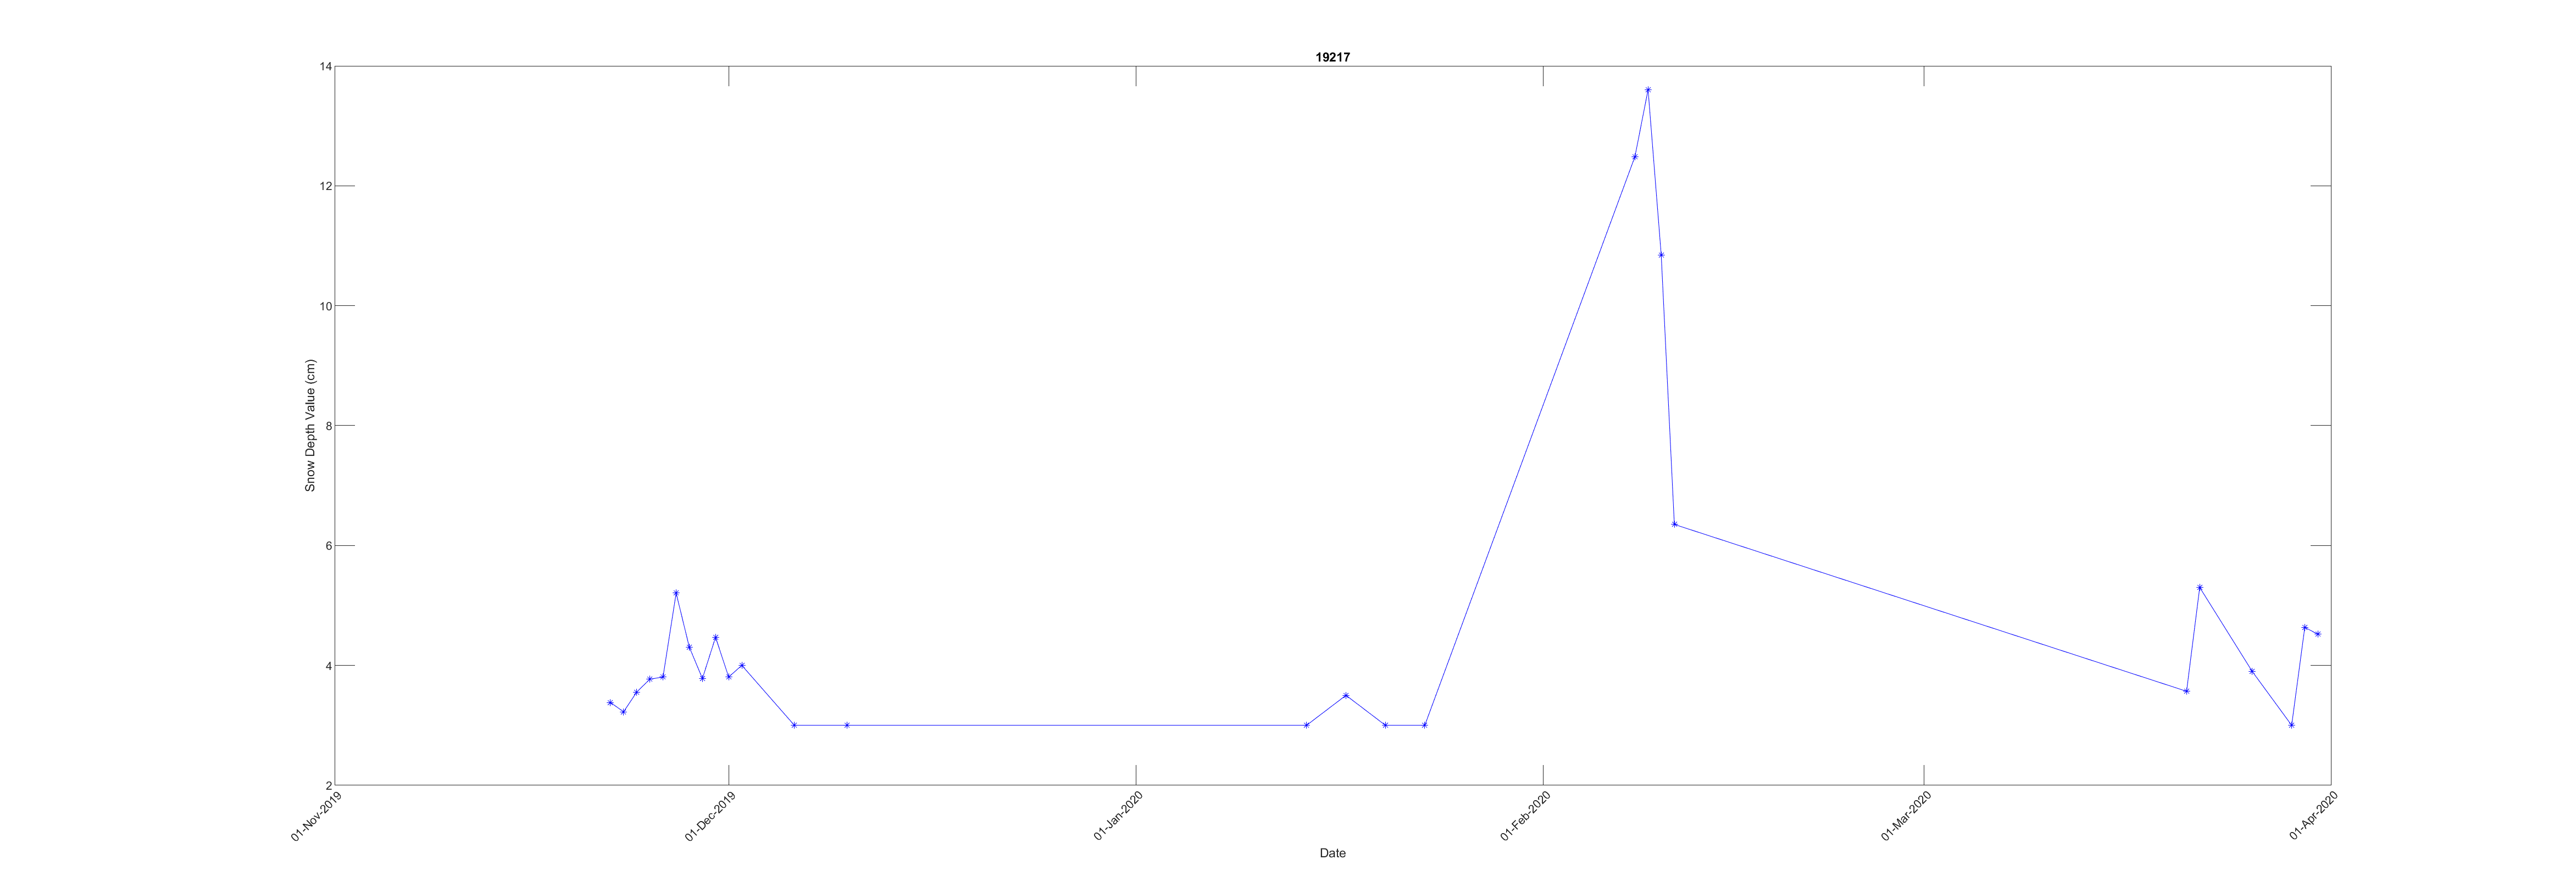 19217
14
12
10
8
6
4
2
Snow Depth Value (cm)
01-Nov-2019
01-Dec-2019
01-Jan-2020
01-Feb-2020
01-Mar-2020
01-Apr-2020
Date